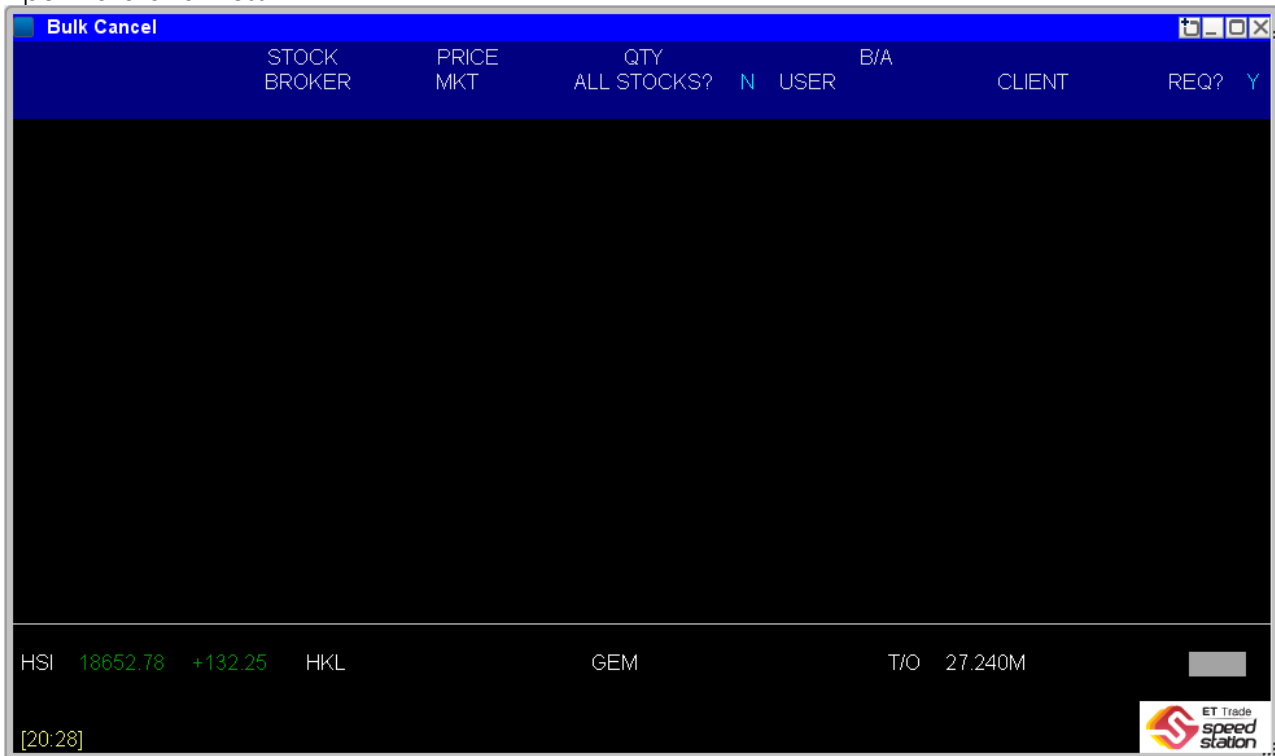 Bulk Cancel
STOCK PRICE QTY B/A
BROKER MKT ALL STOCKS? N USER CLIENT REQ? Y
HSI 18652.78 +132.25 HKL GEM T/O 27.240M
[20:28]
ET Trade
speed
station